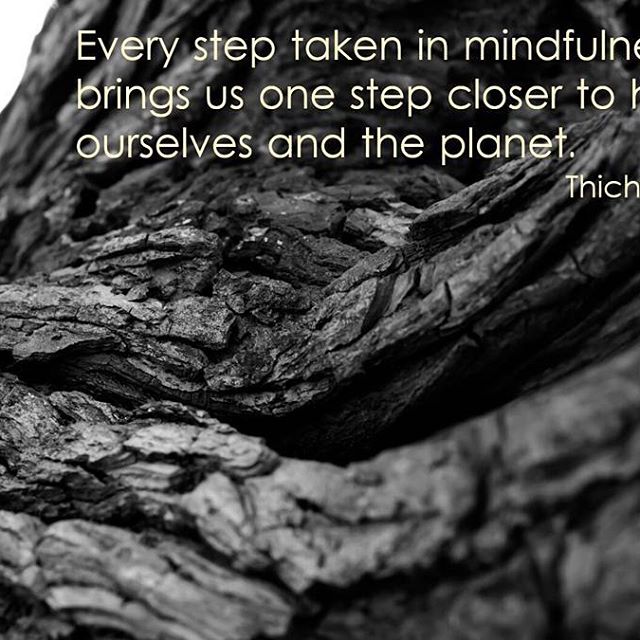 Every step taken in mindfulne
brings us one step closer to h
ourselves and the planet.
Thich